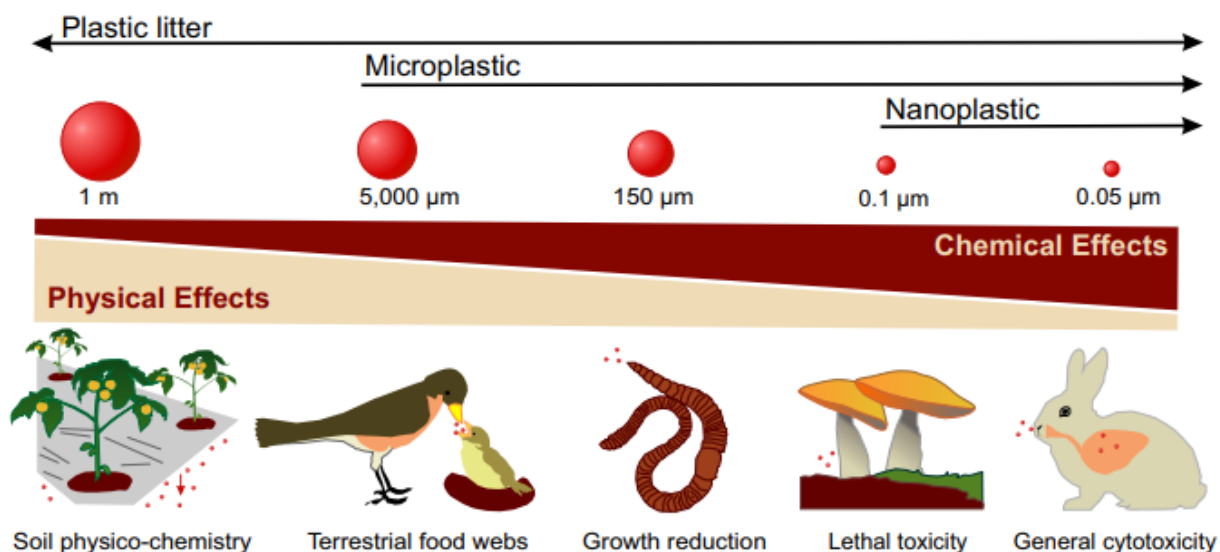 Plastic litter
Microplastic
Nanoplastic
1 m
5,000 µm
150 µm
0.1 µm
0.05 µm
Chemical Effects
Physical Effects
Soil physico-chemistry
Terrestrial food webs
Growth reduction
Lethal toxicity
General cytotoxicity